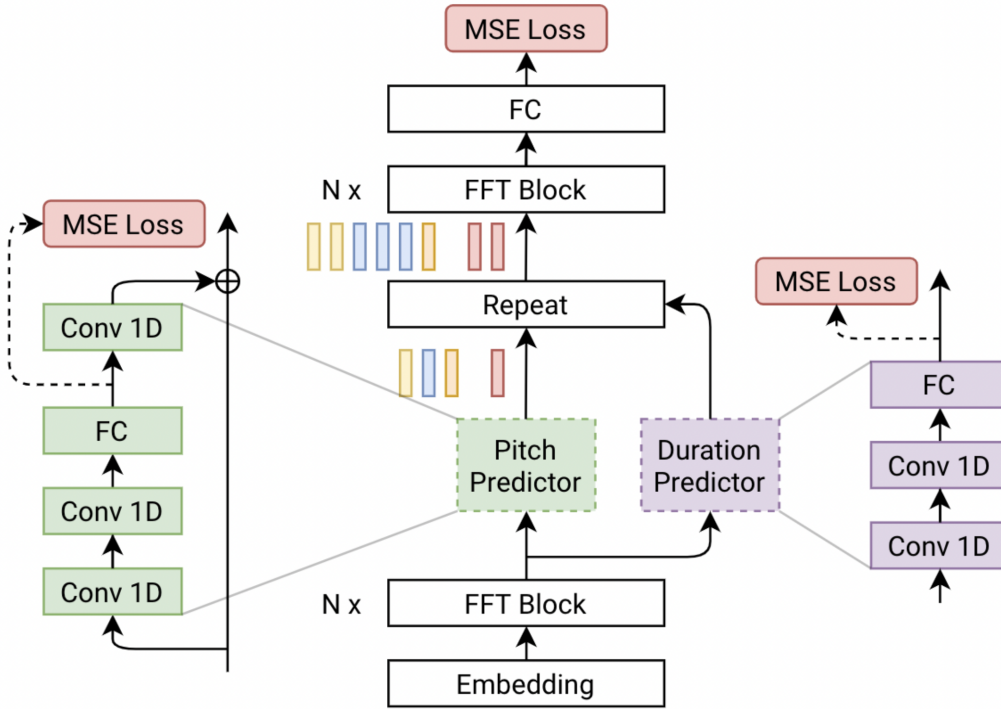 MSE Loss
FC
N x
FFT Block
MSE Loss
Repeat
MSE Loss
Conv 1D
FC
FC
Pitch
Predictor
Duration
Predictor
Conv 1D
Conv 1D
Conv 1D
Conv 1D
N x
FFT Block
Embedding